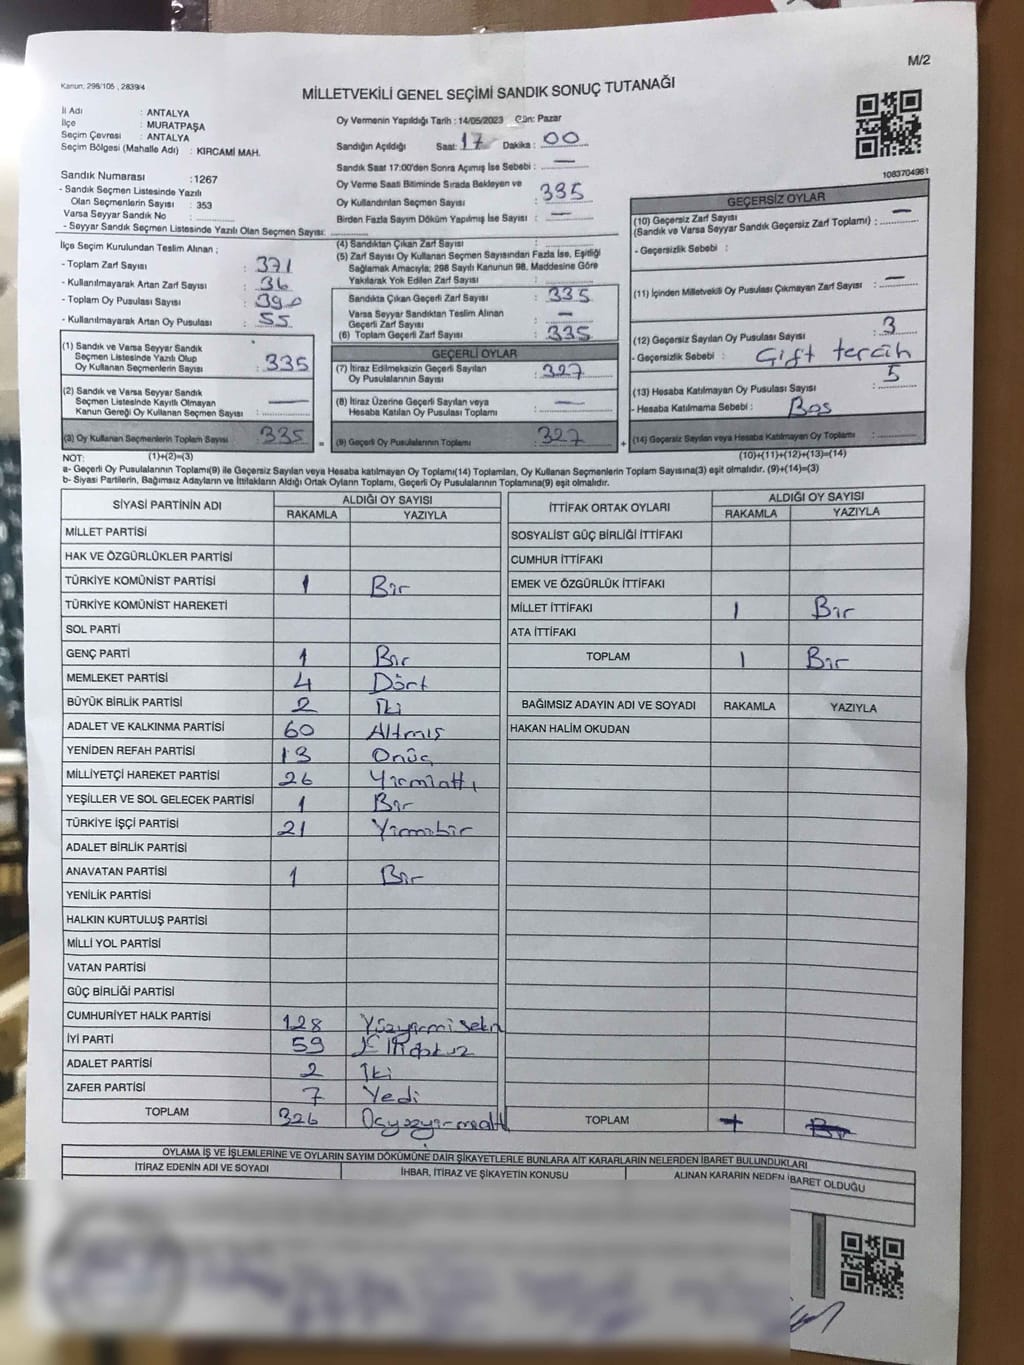 M/2
Kanun: 298/105 , 2839/4
MİLLETVEKİLİ GENEL SEÇİMİ SANDIK SONUÇ TUTANAĞI
İl Adı : ANTALYA
İlçe : MURATPAŞA
Seçim Çevresi : ANTALYA
Seçim Bölgesi (Mahalle Adı) : KIRCAMİ MAH.
Sandık Numarası : 1267
- Sandık Seçmen Listesinde Yazılı
Olan Seçmenlerin Sayısı : 353
Varsa Seyyar Sandık No :
- Seyyar Sandık Seçmen Listesinde Yazılı Olan Seçmen Sayısı:
Oy Vermenin Yapıldığı Tarih : 14/05/2023 Gün: Pazar
Sandığın Açıldığı Saat: 17 Dakika : 00
Sandık Saat 17:00'den Sonra Açımış İse Sebebi : —
Oy Verme Saati Bitiminde Sırada Bekleyen ve
Oy Kullandırılan Seçmen Sayısı : 335
Birden Fazla Sayım Döküm Yapılmış İse Sayısı : —
1083704961
İlçe Seçim Kurulundan Teslim Alınan ;
- Toplam Zarf Sayısı : 371
- Kullanılmayarak Artan Zarf Sayısı : 36
- Toplam Oy Pusulası Sayısı : 390
- Kullanılmayarak Artan Oy Pusulası : 55
(1) Sandık ve Varsa Seyyar Sandık
Seçmen Listesinde Yazılı Olup
Oy Kullanan Seçmenlerin Sayısı : 335
(2) Sandık ve Varsa Seyyar Sandık
Seçmen Listesinde Kayıtlı Olmayan —
Kanun Gereği Oy Kullanan Seçmen Sayısı :
(3) Oy Kullanan Seçmenlerin Toplam Sayısı : 335 =
(4) Sandıktan Çıkan Zarf Sayısı :
(5) Zarf Sayısı Oy Kullanan Seçmen Sayısından Fazla İse, Eşitliği
Sağlamak Amacıyla; 298 Sayılı Kanunun 98. Maddesine Göre
Yakılarak Yok Edilen Zarf Sayısı :
Sandıkta Çıkan Geçerli Zarf Sayısı : 335
Varsa Seyyar Sandıktan Teslim Alınan
Geçerli Zarf Sayısı : —
(6) Toplam Geçerli Zarf Sayısı : 335
GEÇERLİ OYLAR
(7) İtiraz Edilmeksizin Geçerli Sayılan
Oy Pusulalarının Sayısı : 327
(8) İtiraz Üzerine Geçerli Sayılan veya
Hesaba Katılan Oy Pusulası Toplamı : —
(9) Geçerli Oy Pusulalarının Toplamı : 327 +
GEÇERSİZ OYLAR
(10) Geçersiz Zarf Sayısı
(Sandık ve Varsa Seyyar Sandık Geçersiz Zarf Toplamı) : —
- Geçersizlik Sebebi :
(11) İçinden Milletvekili Oy Pusulası Çıkmayan Zarf Sayısı : —
(12) Geçersiz Sayılan Oy Pusulası Sayısı : 3
- Geçersizlik Sebebi : Çift tercih
(13) Hesaba Katılmayan Oy Pusulası Sayısı : 5
- Hesaba Katılmama Sebebi : Boş
(14) Geçersiz Sayılan veya Hesaba Katılmayan Oy Toplamı :
NOT: (1)+(2)=(3)
(10)+(11)+(12)+(13)=(14)
a- Geçerli Oy Pusulalarının Toplamı(9) ile Geçersiz Sayılan veya Hesaba katılmayan Oy Toplamı(14) Toplamları, Oy Kullanan Seçmenlerin Toplam Sayısına(3) eşit olmalıdır. (9)+(14)=(3)
b- Siyasi Partilerin, Bağımsız Adayların ve İttifakların Aldığı Ortak Oyların Toplamı, Geçerli Oy Pusulalarının Toplamına(9) eşit olmalıdır.
SİYASİ PARTİNİN ADI ALDIĞI OY SAYISI
RAKAMLA YAZIYLA
MİLLET PARTİSİ
HAK VE ÖZGÜRLÜKLER PARTİSİ
TÜRKİYE KOMÜNİST PARTİSİ 1 Bir
TÜRKİYE KOMÜNİST HAREKETİ
SOL PARTİ
GENÇ PARTİ 1 Bir
MEMLEKET PARTİSİ 4 Dört
BÜYÜK BİRLİK PARTİSİ 2 İki
ADALET VE KALKINMA PARTİSİ 60 Altmış
YENİDEN REFAH PARTİSİ 13 Onüç
MİLLİYETÇİ HAREKET PARTİSİ 26 Yirmialtı
YEŞİLLER VE SOL GELECEK PARTİSİ 1 Bir
TÜRKİYE İŞÇİ PARTİSİ 21 Yirmibir
ADALET BİRLİK PARTİSİ
ANAVATAN PARTİSİ 1 Bir
YENİLİK PARTİSİ
HALKIN KURTULUŞ PARTİSİ
MİLLİ YOL PARTİSİ
VATAN PARTİSİ
GÜÇ BİRLİĞİ PARTİSİ
CUMHURİYET HALK PARTİSİ 128
İYİ PARTİ 59
ADALET PARTİSİ 2 İki
ZAFER PARTİSİ 7 Yedi
TOPLAM 326
İTTİFAK ORTAK OYLARI ALDIĞI OY SAYISI
RAKAMLA YAZIYLA
SOSYALİST GÜÇ BİRLİĞİ İTTİFAKI
CUMHUR İTTİFAKI
EMEK VE ÖZGÜRLÜK İTTİFAKI
MİLLET İTTİFAKI 1 Bir
ATA İTTİFAKI
TOPLAM 1 Bir
BAĞIMSIZ ADAYIN ADI VE SOYADI RAKAMLA YAZIYLA
HAKAN HALİM OKUDAN
TOPLAM
OYLAMA İŞ VE İŞLEMLERİNE VE OYLARIN SAYIM DÖKÜMÜNE DAİR ŞİKAYETLERLE BUNLARA AİT KARARLARIN NELERDEN İBARET BULUNDUKLARI
İTİRAZ EDENİN ADI VE SOYADI İHBAR, İTİRAZ VE ŞİKAYETİN KONUSU ALINAN KARARIN NEDEN İBARET OLDUĞU